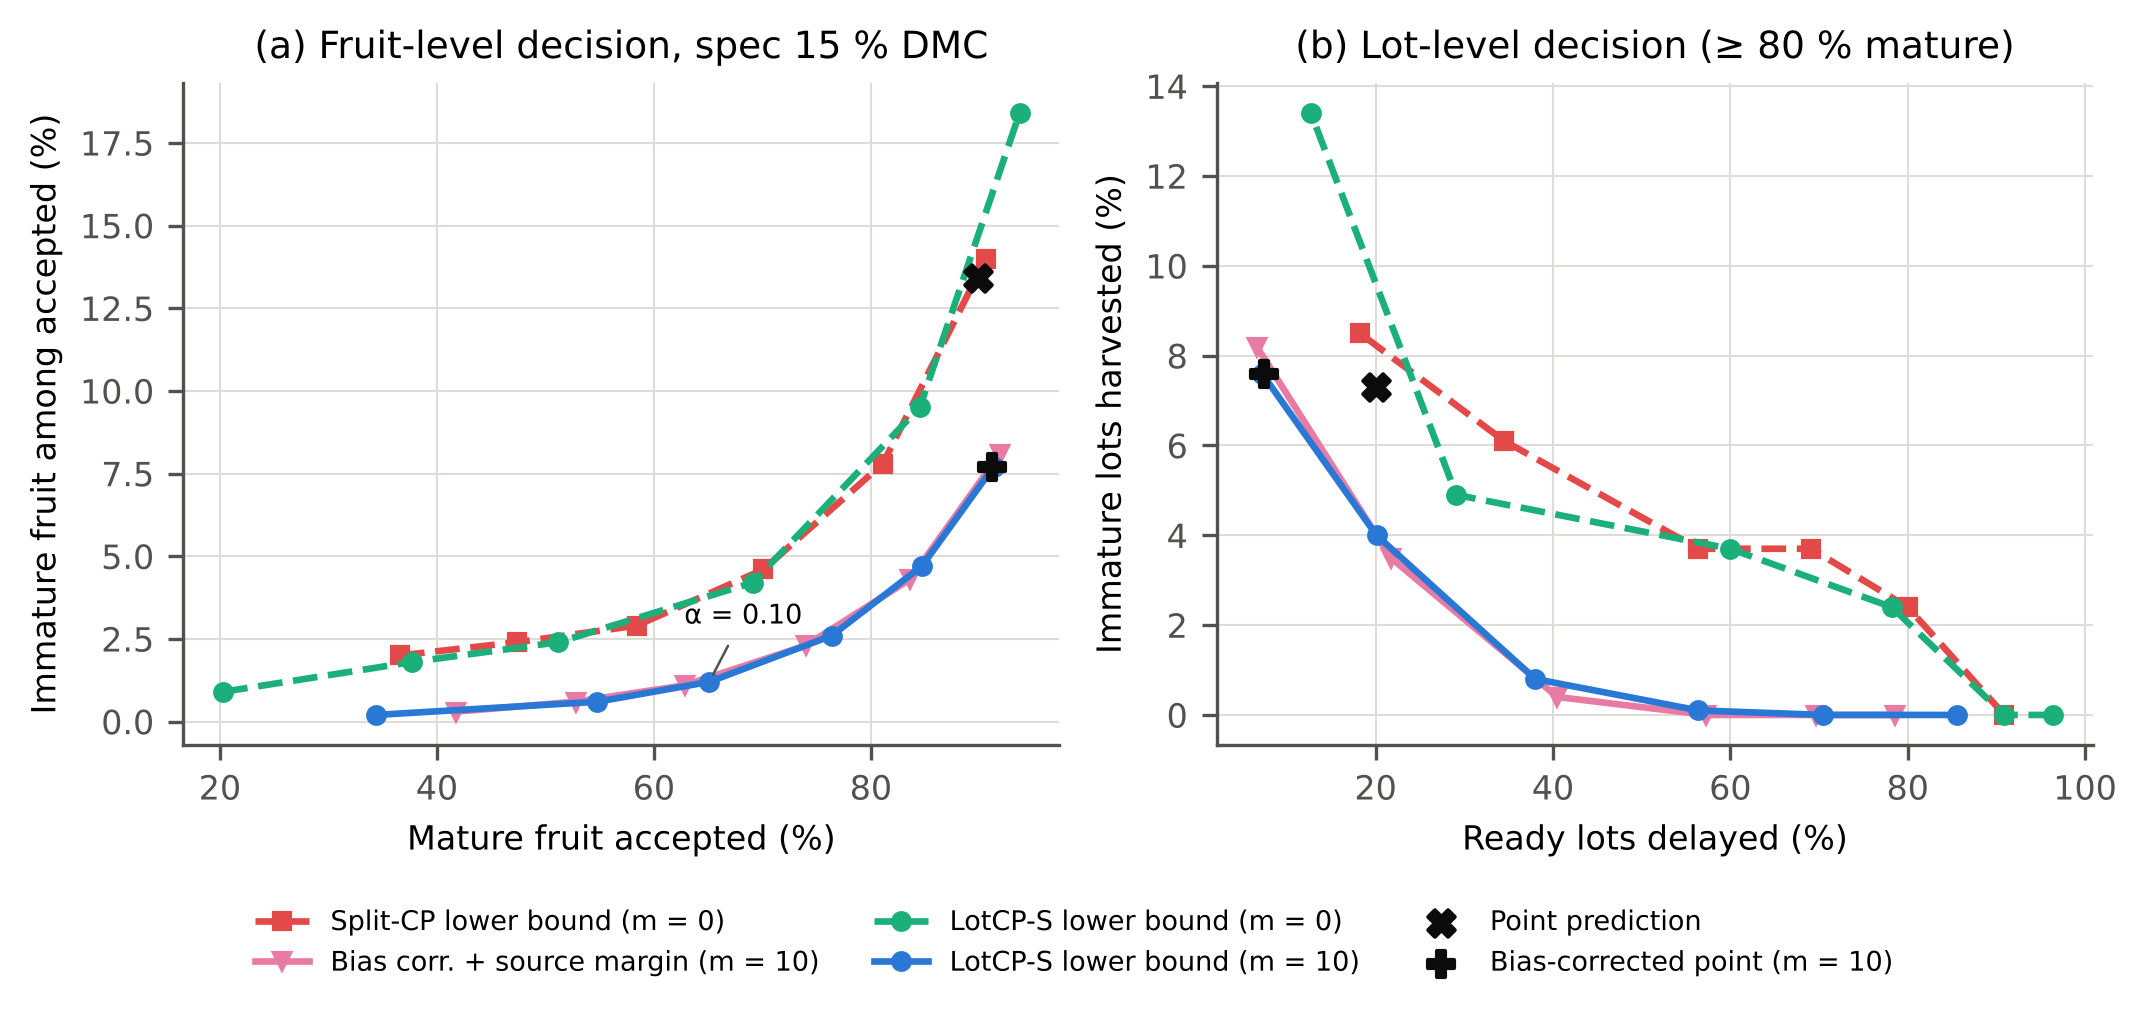 (a) Fruit-level decision, spec 15 % DMC
Immature fruit among accepted (%)
17.5
15.0
12.5
10.0
7.5
5.0
2.5
0.0
α = 0.10
20
40
60
80
Mature fruit accepted (%)
(b) Lot-level decision (≥ 80 % mature)
Immature lots harvested (%)
14
12
10
8
6
4
2
0
20
40
60
80
100
Ready lots delayed (%)
Split-CP lower bound (m = 0)
Bias corr. + source margin (m = 10)
LotCP-S lower bound (m = 0)
LotCP-S lower bound (m = 10)
Point prediction
Bias-corrected point (m = 10)